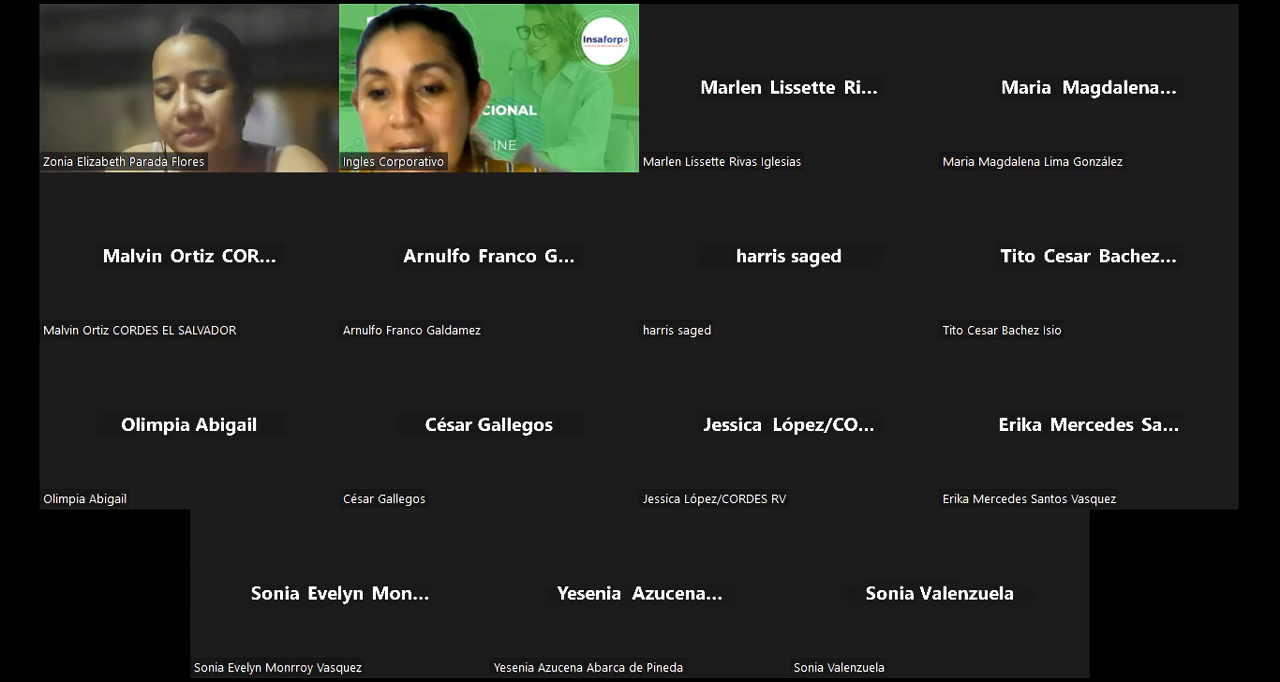 Insaforp
CIONAL
INE
Zonia Elizabeth Parada Flores
Ingles Corporativo
Marlen Lissette Ri...
Marlen Lissette Rivas Iglesias
Maria Magdalena...
Maria Magdalena Lima González
Malvin Ortiz COR...
Malvin Ortiz CORDES EL SALVADOR
Arnulfo Franco G...
Arnulfo Franco Galdamez
harris saged
harris saged
Tito Cesar Bachez...
Tito Cesar Bachez Isio
Olimpia Abigail
Olimpia Abigail
César Gallegos
César Gallegos
Jessica López/CO...
Jessica López/CORDES RV
Erika Mercedes Sa...
Erika Mercedes Santos Vasquez
Sonia Evelyn Mon...
Sonia Evelyn Monrroy Vasquez
Yesenia Azucena...
Yesenia Azucena Abarca de Pineda
Sonia Valenzuela
Sonia Valenzuela